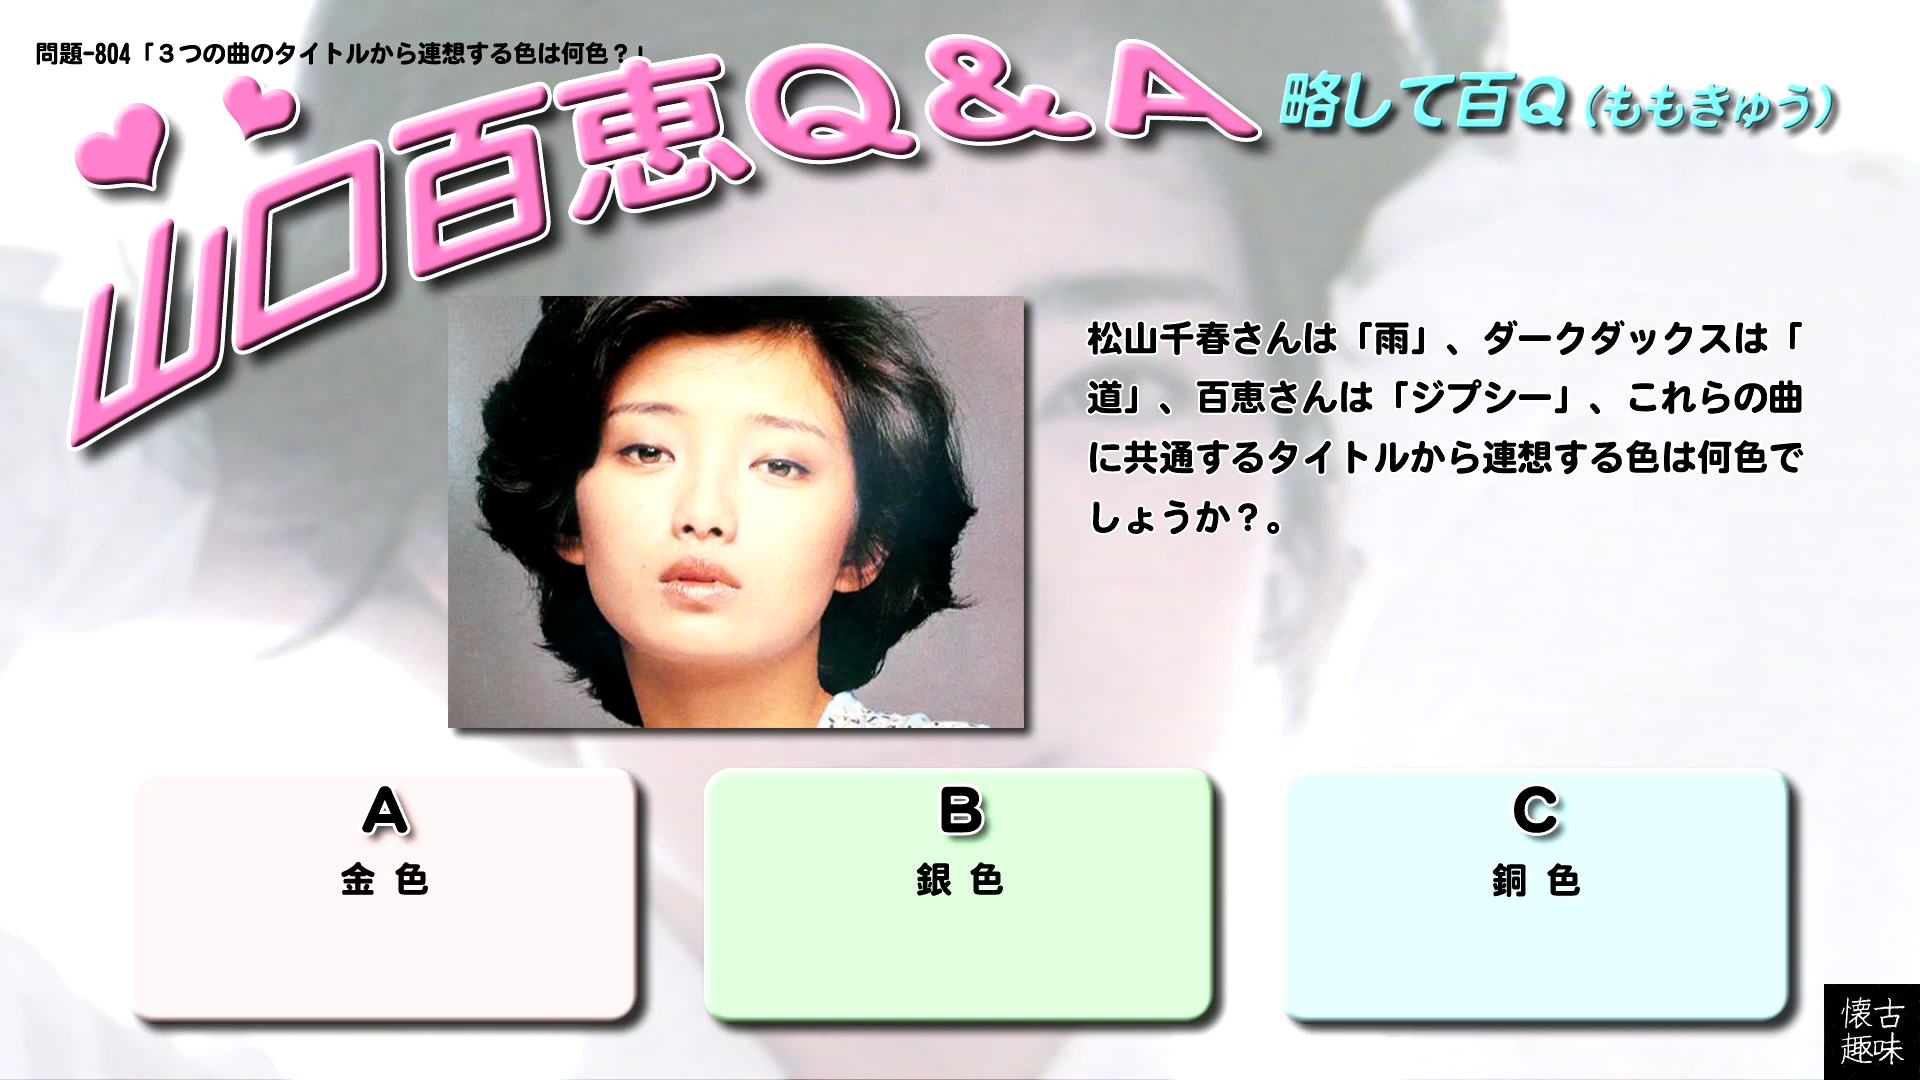 問題-804「３つの曲のタイトルから連想する色は何色？」
山口百恵Q&A
略して百Q（ももきゅう）
松山千春さんは「雨」、ダークダックスは「
道」、百恵さんは「ジプシー」、これらの曲
に共通するタイトルから連想する色は何色で
しょうか？。
A
金 色
B
銀 色
C
銅 色
懐古
趣味